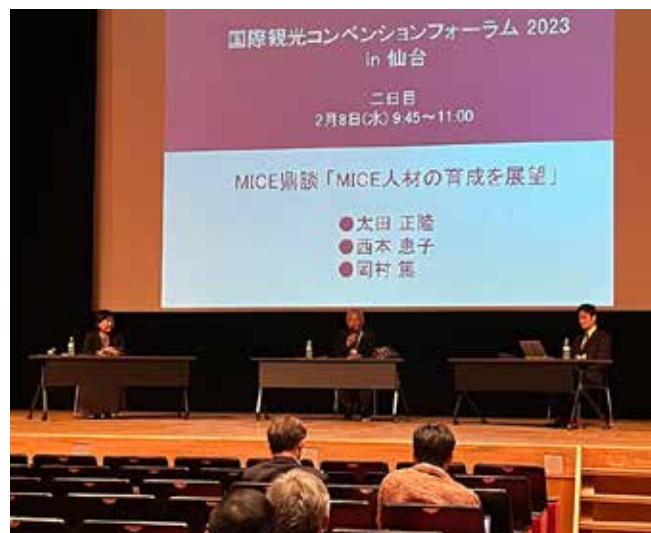 国際観光コンベンションフォーラム 2023
in 仙台
二日目
2月8日(水) 9:45～11:00
MICE鼎談「MICE人材の育成を展望」
●太田 正隆
●西本 恵子
●岡村 篤